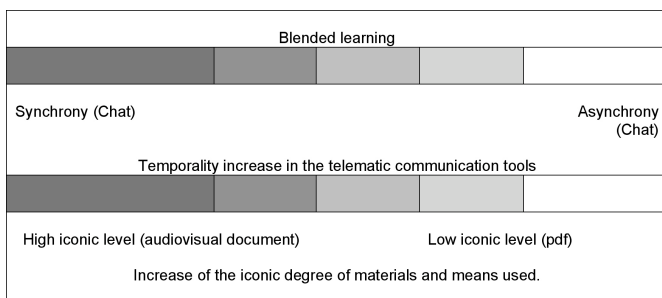 Blended learning
Synchrony (Chat)
Asynchrony
(Chat)
Temporality increase in the telematic communication tools
High iconic level (audiovisual document)
Low iconic level (pdf)
Increase of the iconic degree of materials and means used.